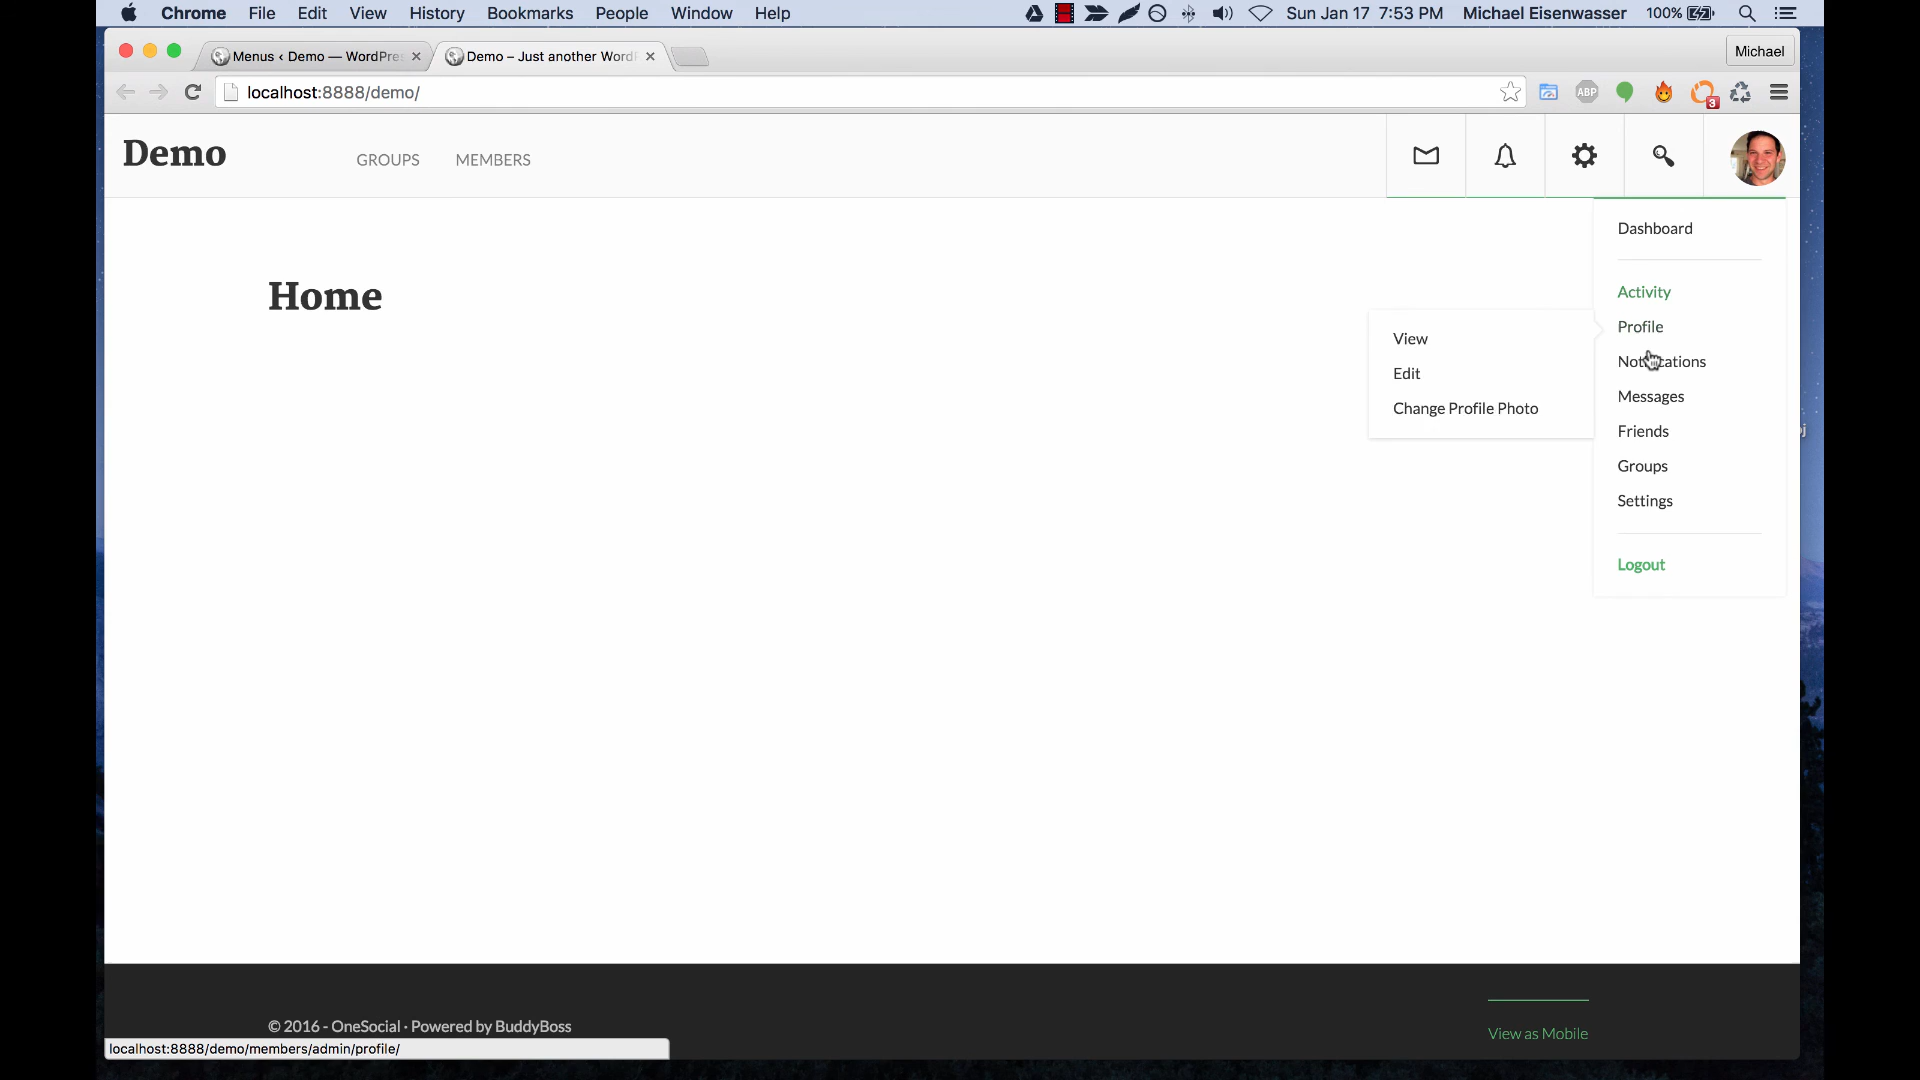 Chrome File Edit View History Bookmarks People Window Help Sun Jan 17 7:53 PM Michael Eisenwasser 100%
Menus ‹ Demo — WordPre
Demo – Just another Word
Michael
localhost:8888/demo/
ABP
3
Demo
GROUPS
MEMBERS
Dashboard
Home
Activity
Profile
View
Notifications
Edit
Messages
Change Profile Photo
Friends
Groups
Settings
Logout
© 2016 - OneSocial · Powered by BuddyBoss
View as Mobile
localhost:8888/demo/members/admin/profile/